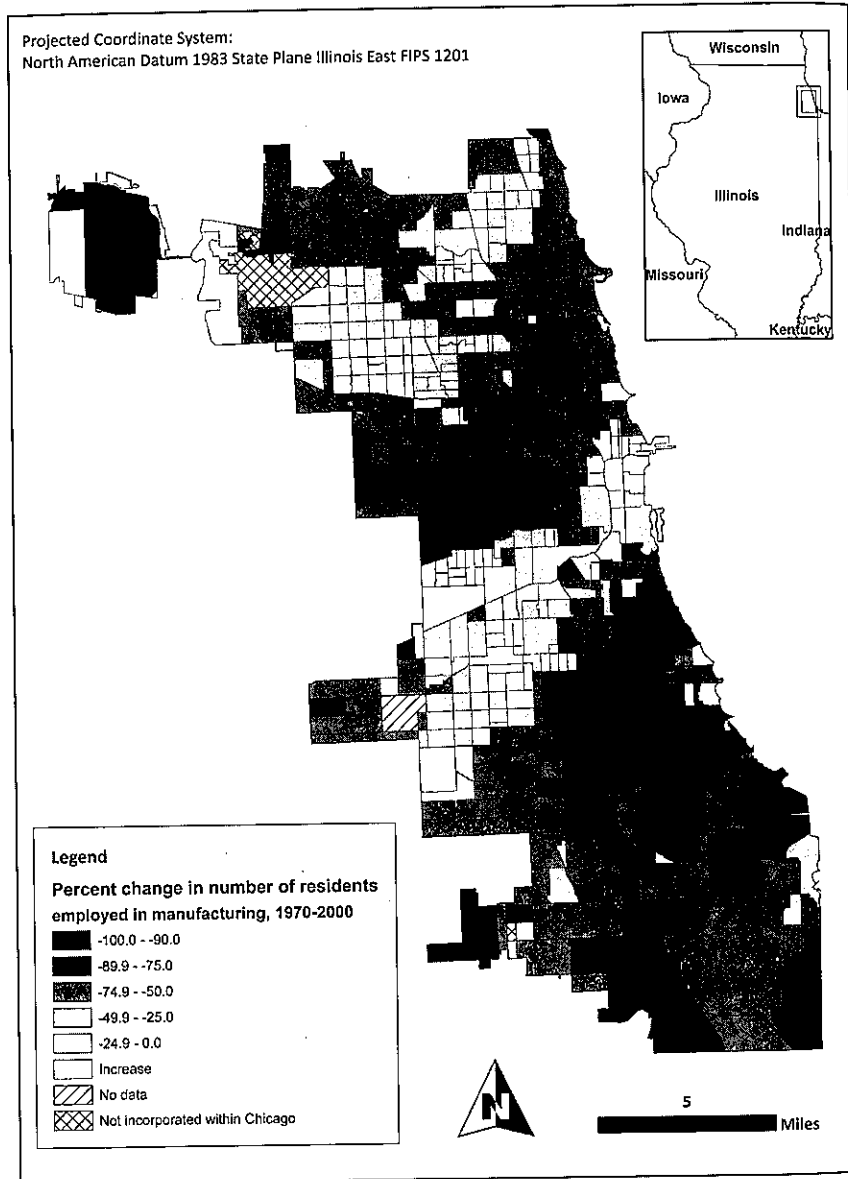 Projected Coordinate System:
North American Datum 1983 State Plane Illinois East FIPS 1201
Wisconsin
Iowa
Illinois
Indiana
Missouri
Kentucky
Legend
Percent change in number of residents
employed in manufacturing, 1970-2000
-100.0 - -90.0
-89.9 - -75.0
-74.9 - -50.0
-49.9 - -25.0
-24.9 - 0.0
Increase
No data
Not incorporated within Chicago
N
5
Miles